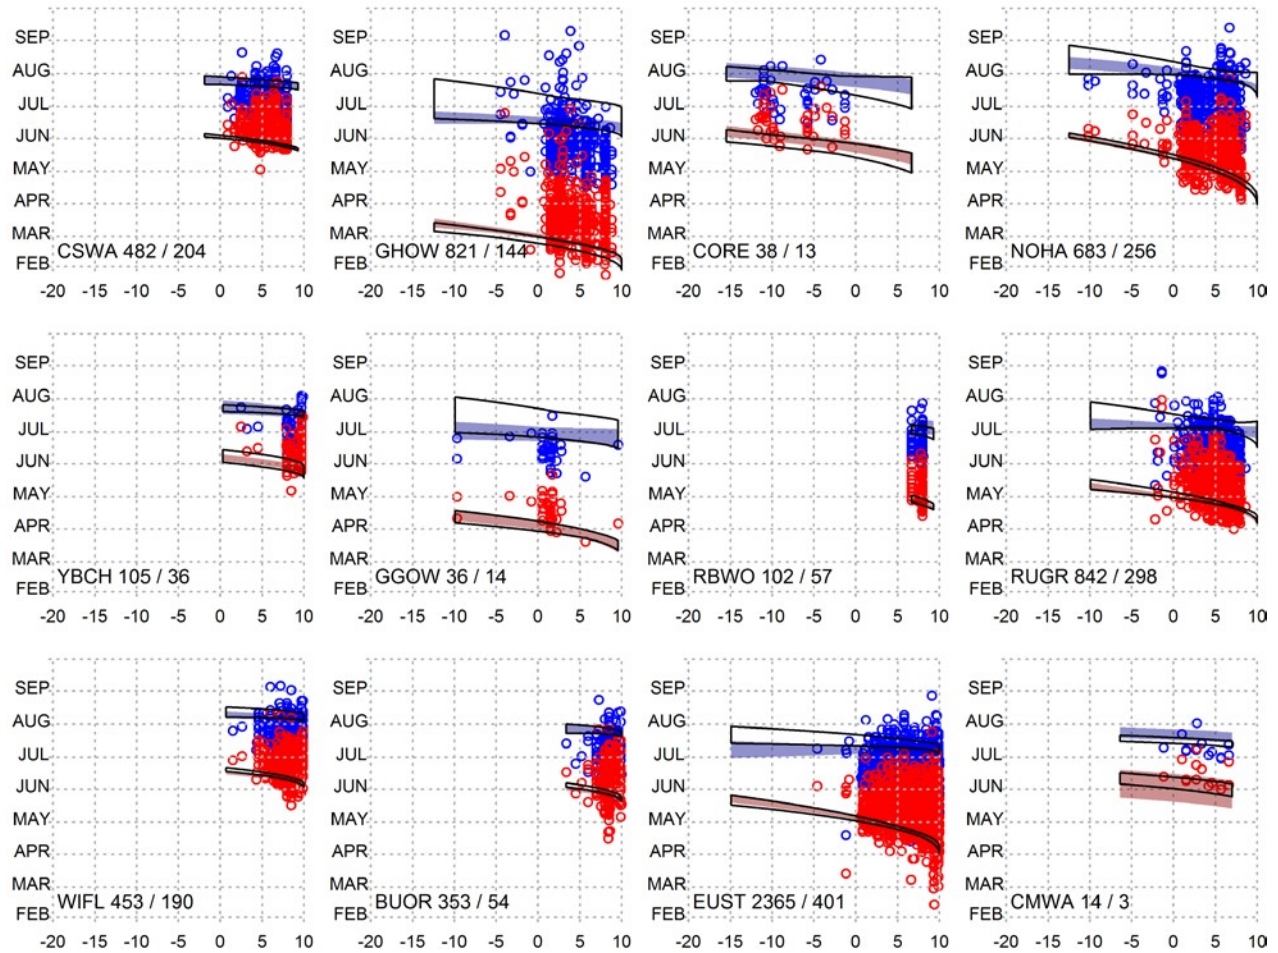 SEP
AUG
JUL
JUN
MAY
APR
MAR
FEB
CSWA 482 / 204
-20 -15 -10 -5 0 5 10
SEP
AUG
JUL
JUN
MAY
APR
MAR
FEB
GHOW 821 / 144
-20 -15 -10 -5 0 5 10
SEP
AUG
JUL
JUN
MAY
APR
MAR
FEB
CORE 38 / 13
-20 -15 -10 -5 0 5 10
SEP
AUG
JUL
JUN
MAY
APR
MAR
FEB
NOHA 683 / 256
-20 -15 -10 -5 0 5 10
SEP
AUG
JUL
JUN
MAY
APR
MAR
FEB
YBCH 105 / 36
-20 -15 -10 -5 0 5 10
SEP
AUG
JUL
JUN
MAY
APR
MAR
FEB
GGOW 36 / 14
-20 -15 -10 -5 0 5 10
SEP
AUG
JUL
JUN
MAY
APR
MAR
FEB
RBWO 102 / 57
-20 -15 -10 -5 0 5 10
SEP
AUG
JUL
JUN
MAY
APR
MAR
FEB
RUGR 842 / 298
-20 -15 -10 -5 0 5 10
SEP
AUG
JUL
JUN
MAY
APR
MAR
FEB
WIFL 453 / 190
-20 -15 -10 -5 0 5 10
SEP
AUG
JUL
JUN
MAY
APR
MAR
FEB
BUOR 353 / 54
-20 -15 -10 -5 0 5 10
SEP
AUG
JUL
JUN
MAY
APR
MAR
FEB
EUST 2365 / 401
-20 -15 -10 -5 0 5 10
SEP
AUG
JUL
JUN
MAY
APR
MAR
FEB
CMWA 14 / 3
-20 -15 -10 -5 0 5 10